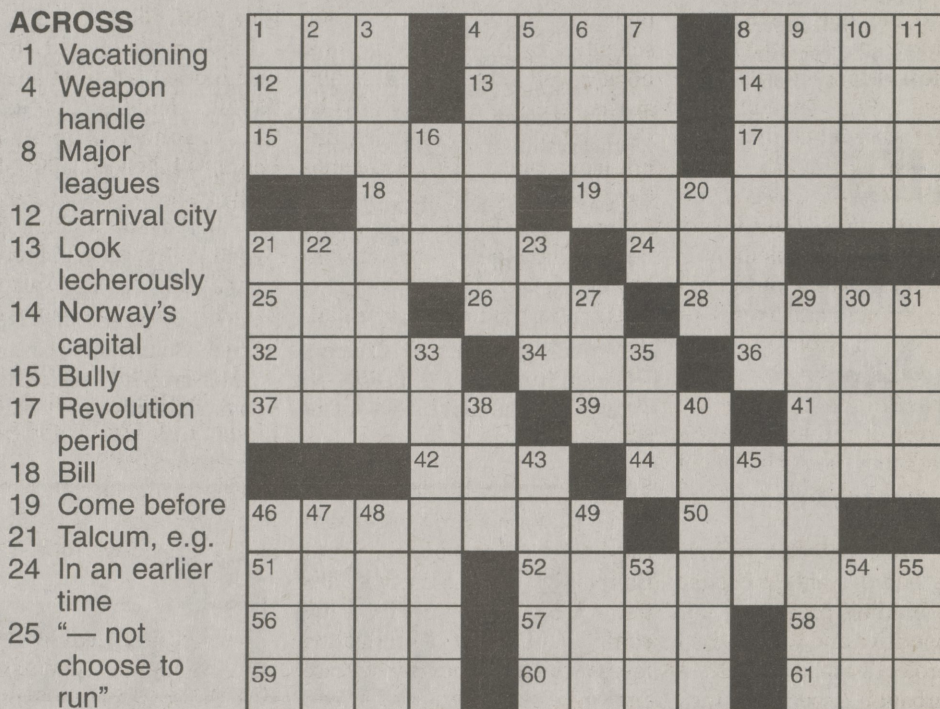 ACROSS
1 Vacationing
4 Weapon
handle
8 Major
leagues
12 Carnival city
13 Look
lecherously
14 Norway's
capital
15 Bully
17 Revolution
period
18 Bill
19 Come before
21 Talcum, e.g.
24 In an earlier
time
25 “— not
choose to
run”
1 2 3 4 5 6 7 8 9 10 11
12 13 14
15 16 17
18 19 20
21 22 23 24
25 26 27 28 29 30 31
32 33 34 35 36
37 38 39 40 41
42 43 44 45
46 47 48 49 50
51 52 53 54 55
56 57 58
59 60 61